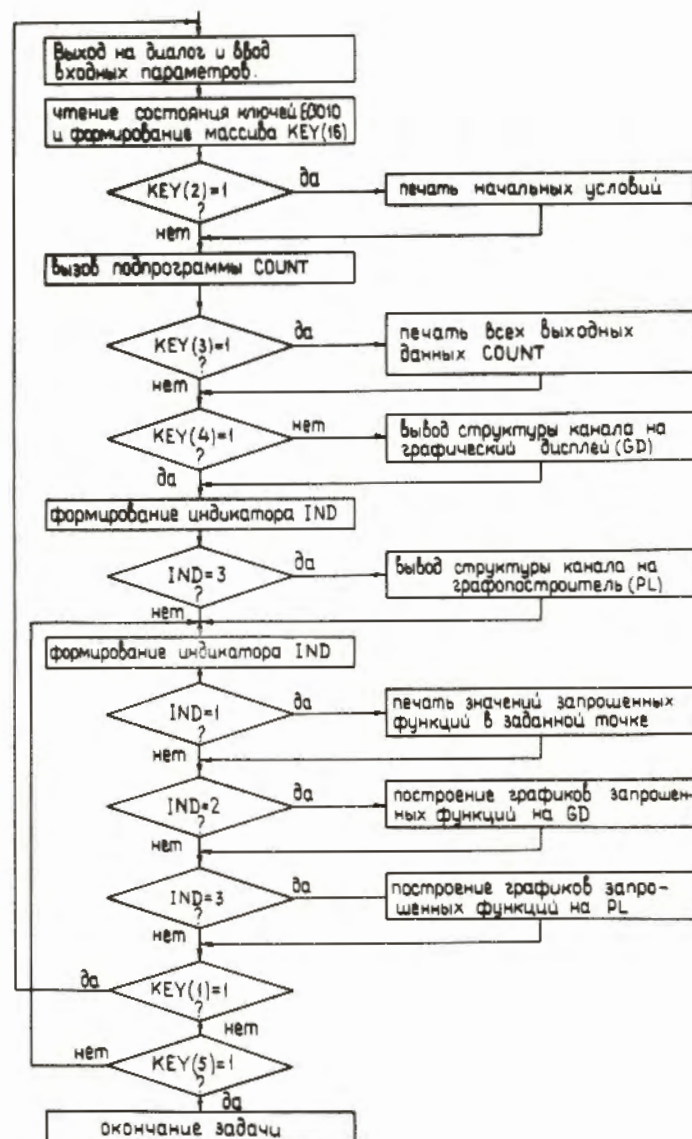 Выход на диалог и ввод
входных параметров.
чтение состояния ключей ЕС010
и формирование массива KEY(16)
KEY(2)=1
?
да
нет
печать начальных условий
вызов подпрограммы COUNT
KEY(3)=1
?
да
нет
печать всех выходных
данных COUNT
KEY(4)=1
?
нет
да
вывод структуры канала на
графический дисплей (GD)
формирование индикатора IND
IND=3
?
да
нет
вывод структуры канала на
графопостроитель (PL)
формирование индикатора IND
IND=1
?
да
нет
печать значений запрошенных
функций в заданной точке
IND=2
?
да
нет
построение графиков запрошен-
ных функций на GD
IND=3
?
да
нет
построение графиков запро-
шенных функций на PL
да
KEY(1)=1
?
нет
нет
KEY(5)=1
?
да
окончание задачи